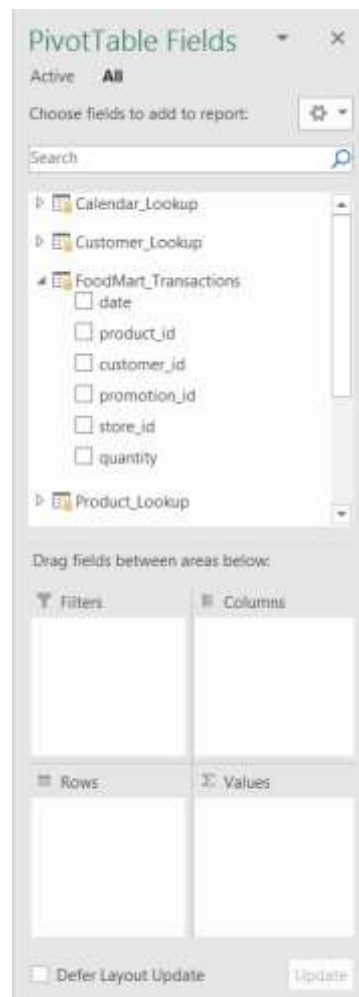 PivotTable Fields
Active All
Choose fields to add to report:
Search
Calendar_Lookup
Customer_Lookup
FoodMart_Transactions
date
product_id
customer_id
promotion_id
store_id
quantity
Product_Lookup
Drag fields between areas below:
Filters Columns
Rows Σ Values
Defer Layout Update Update